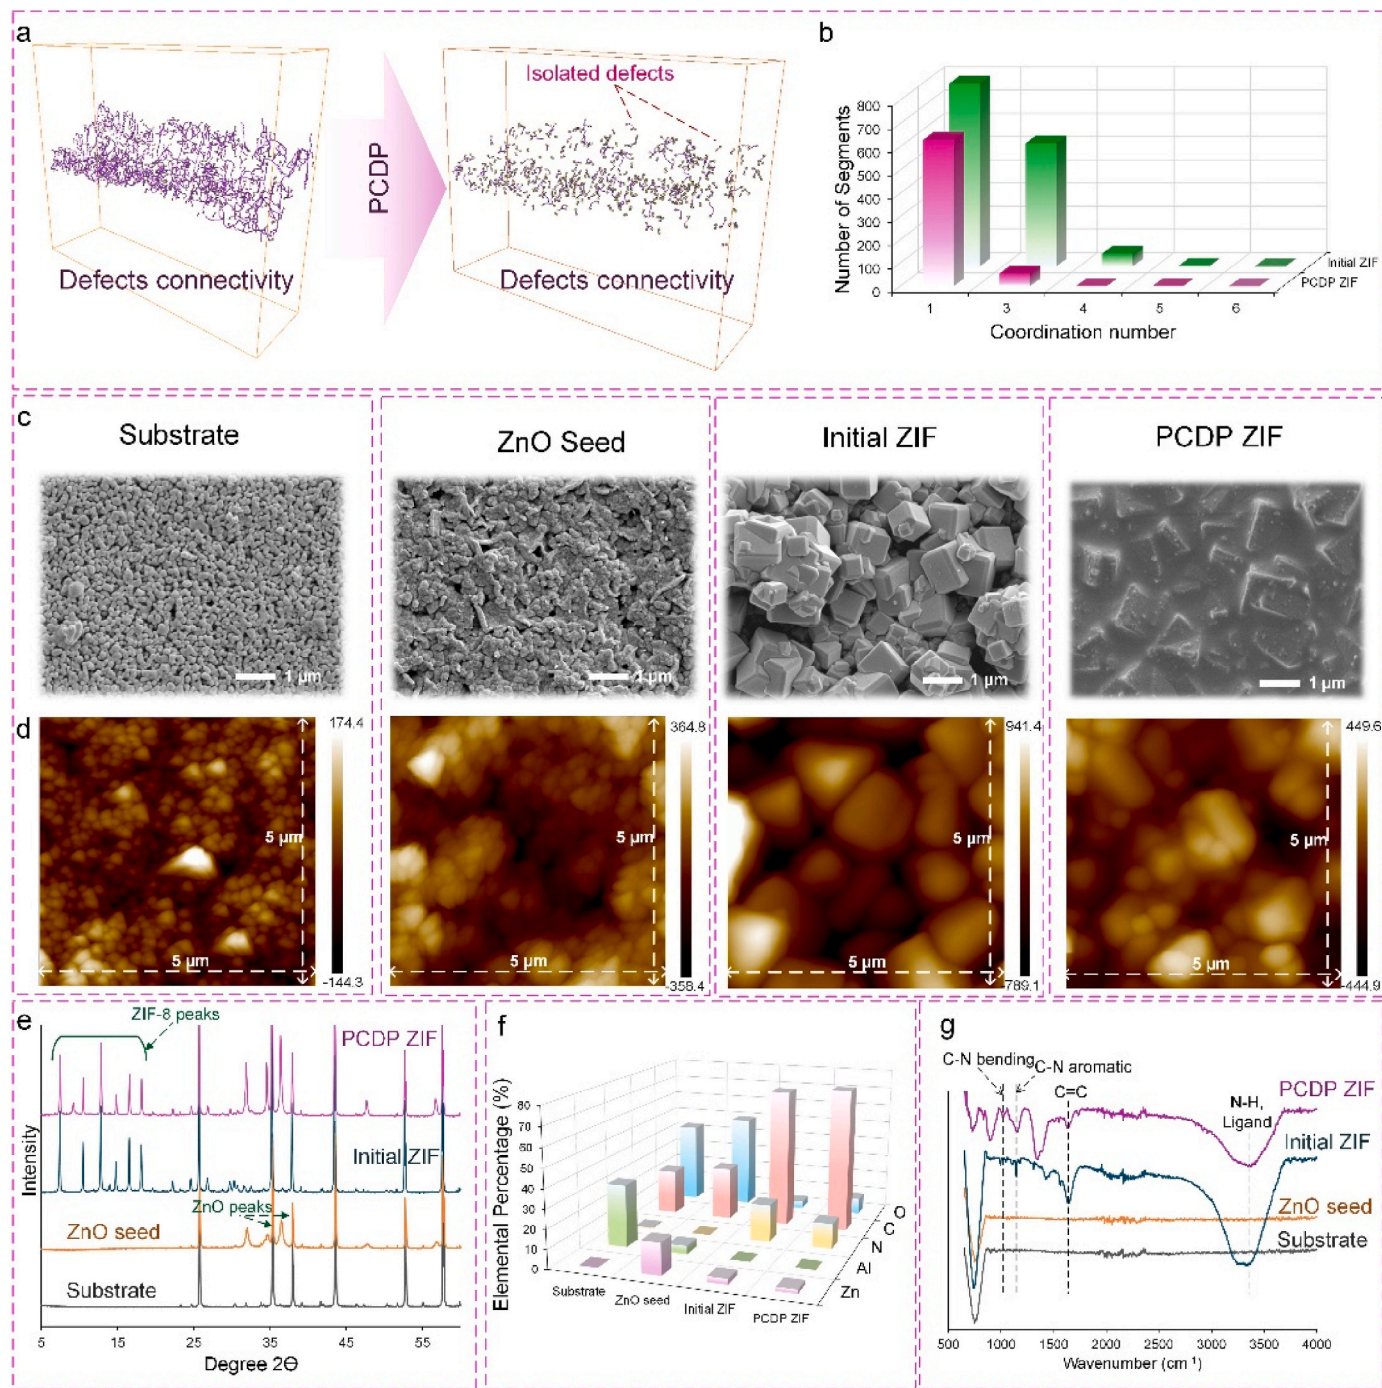 a
Isolated defects
PCDP
Defects connectivity
Defects connectivity
b
Number of Segments
800
700
600
500
400
300
200
100
0
1
3
4
5
6
Initial ZIF
PCDP ZIF
Coordination number
c
Substrate
ZnO Seed
Initial ZIF
PCDP ZIF
1 µm
1 µm
1 µm
1 µm
d
174.4
5 µm
5 µm
-144.3
364.8
5 µm
5 µm
-358.4
941.4
5 µm
5 µm
-789.1
449.6
5 µm
5 µm
-444.9
e
ZIF-8 peaks
PCDP ZIF
Initial ZIF
ZnO peaks
ZnO seed
Substrate
Intensity
5
15
25
35
45
55
Degree 2Θ
f
Elemental Percentage (%)
80
70
60
50
40
30
20
10
0
Substrate
ZnO seed
Initial ZIF
PCDP ZIF
O
C
N
Al
Zn
g
C-N bending
C-N aromatic
C=C
PCDP ZIF
N-H,
Ligand
Initial ZIF
ZnO seed
Substrate
500
1000
1500
2000
2500
3000
3500
4000
Wavenumber (cm-1)